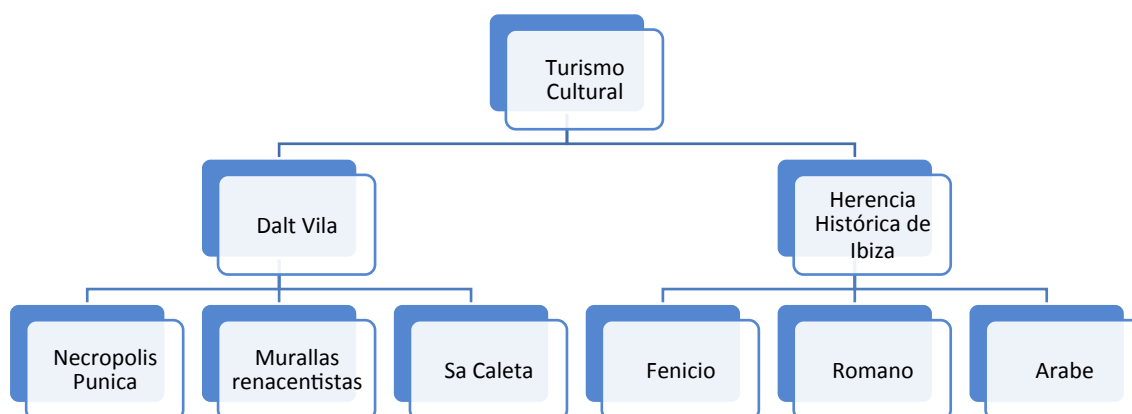 Turismo
Cultural
Dalt Vila
Herencia
Histórica de
Ibiza
Necropolis
Punica
Murallas
renacentistas
Sa Caleta
Fenicio
Romano
Arabe